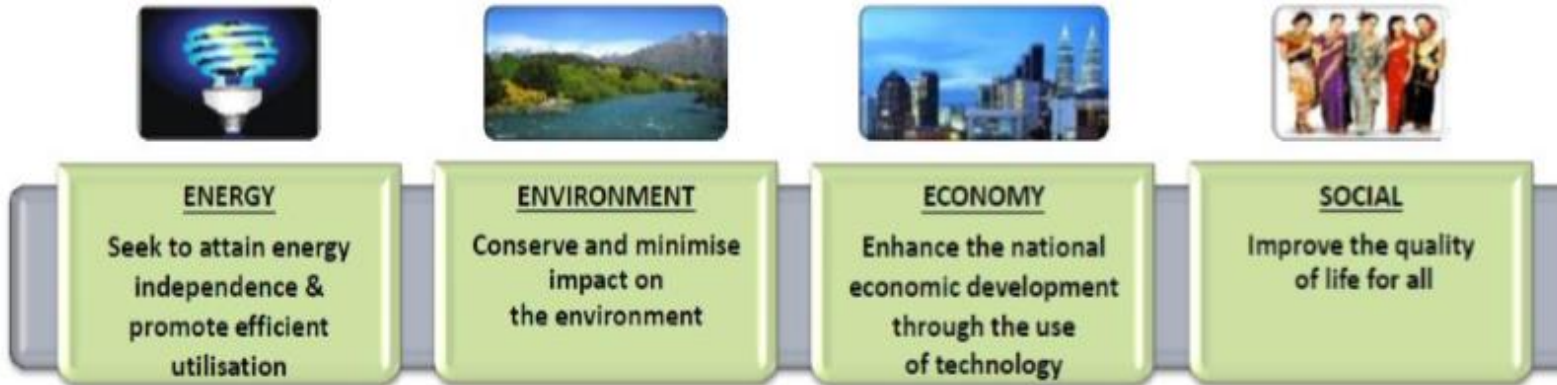 ENERGY
Seek to attain energy
independence &
promote efficient
utilisation
ENVIRONMENT
Conserve and minimise
impact on
the environment
ECONOMY
Enhance the national
economic development
through the use
of technology
SOCIAL
Improve the quality
of life for all